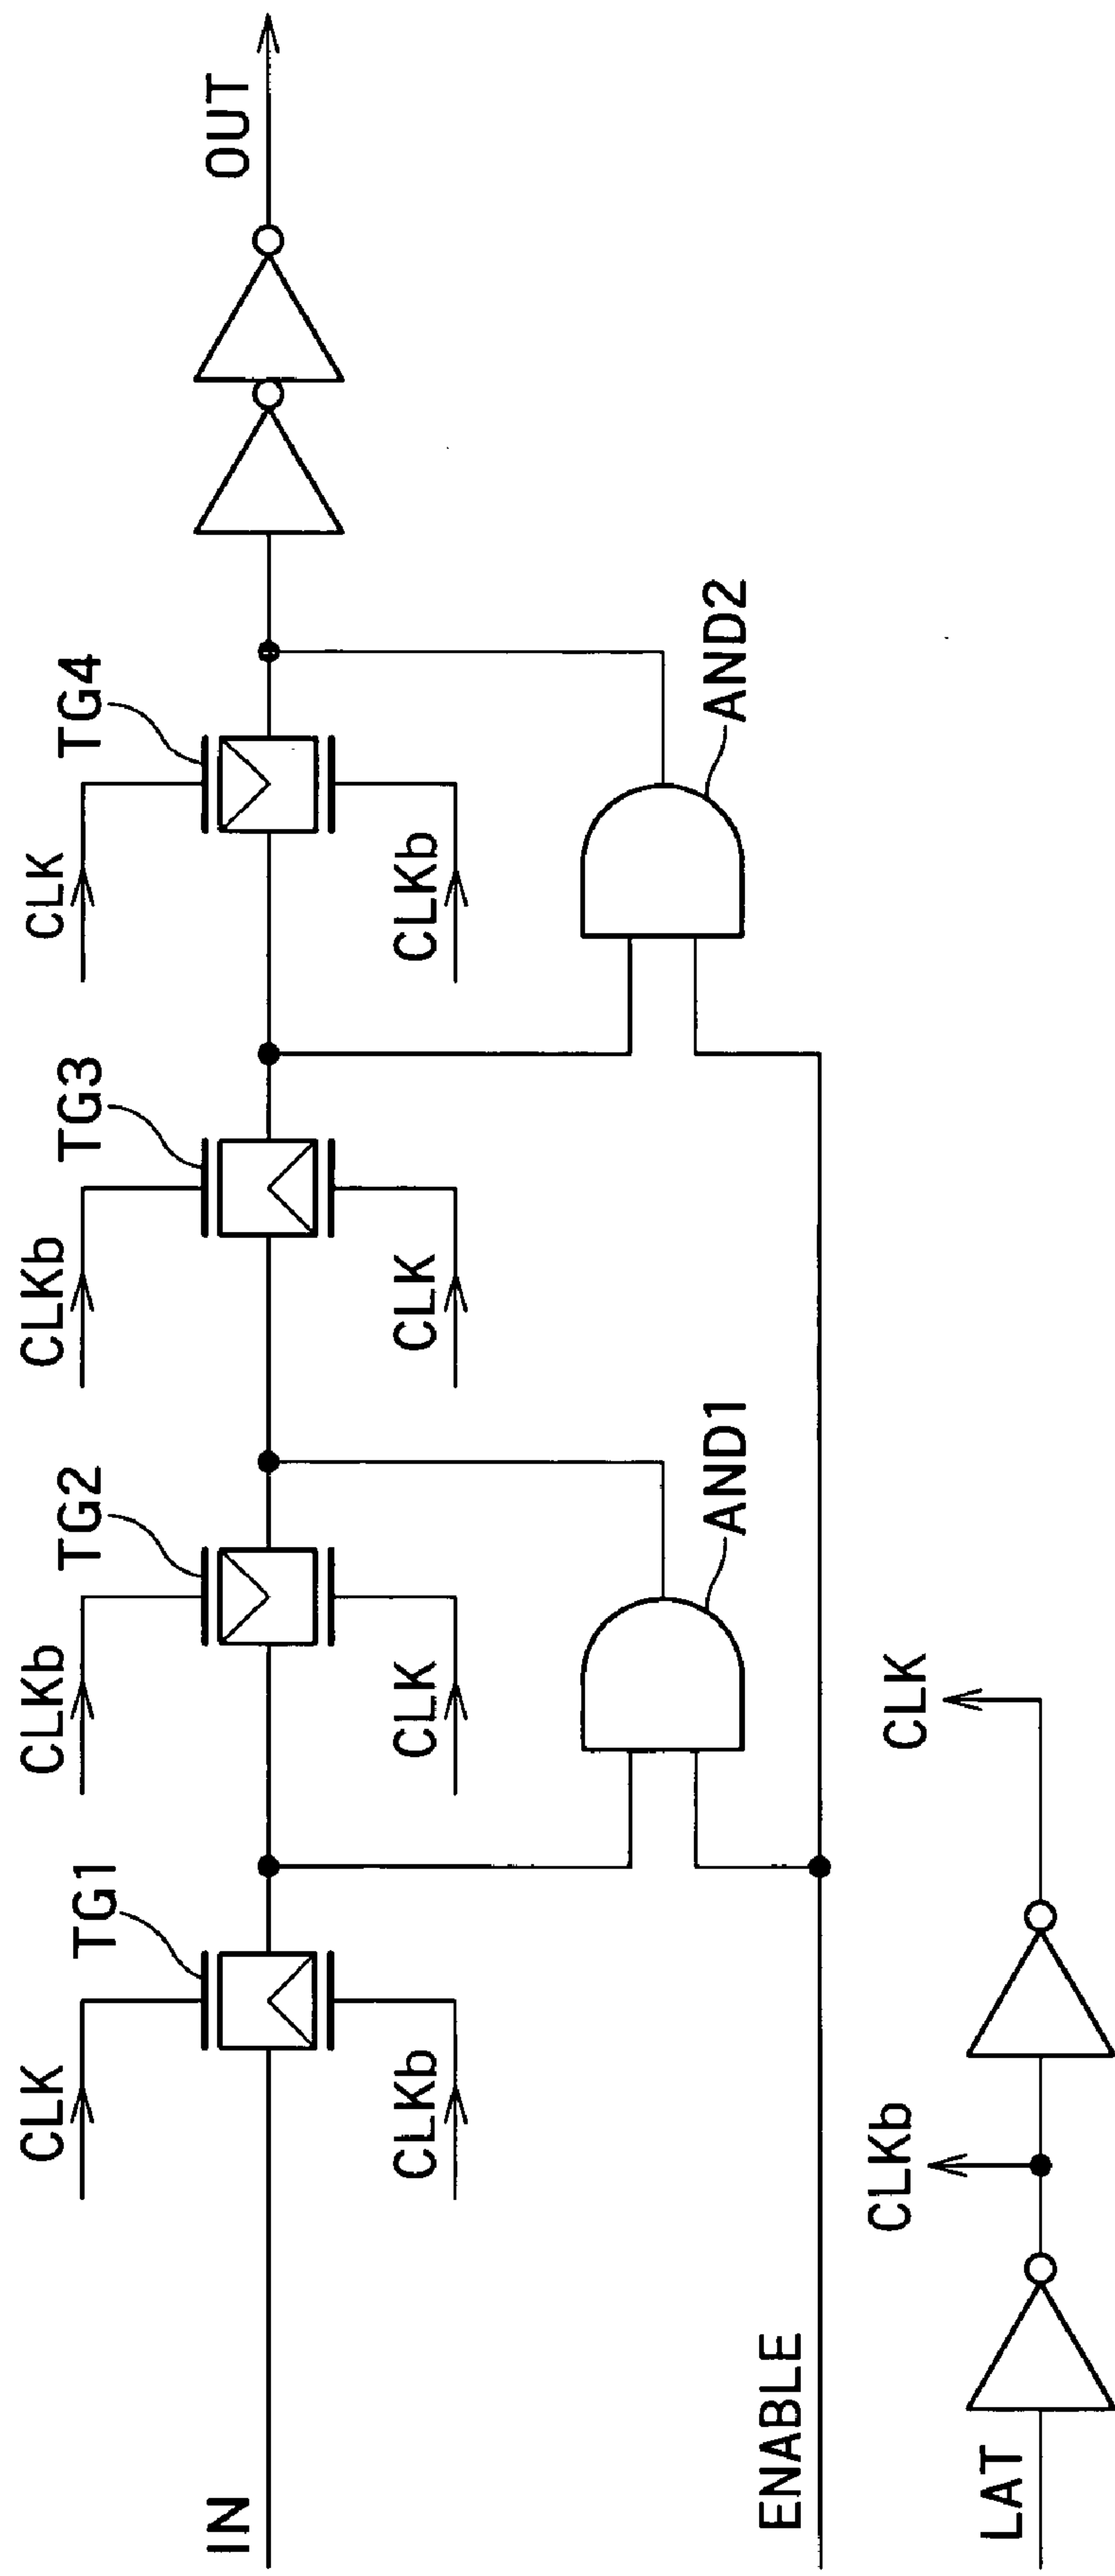 TG1
TG2
TG3
TG4
CLK
CLKb
CLKb
CLK
OUT
IN
CLKb
CLK
CLK
CLKb
AND1
AND2
ENABLE
CLKb
CLK
LAT